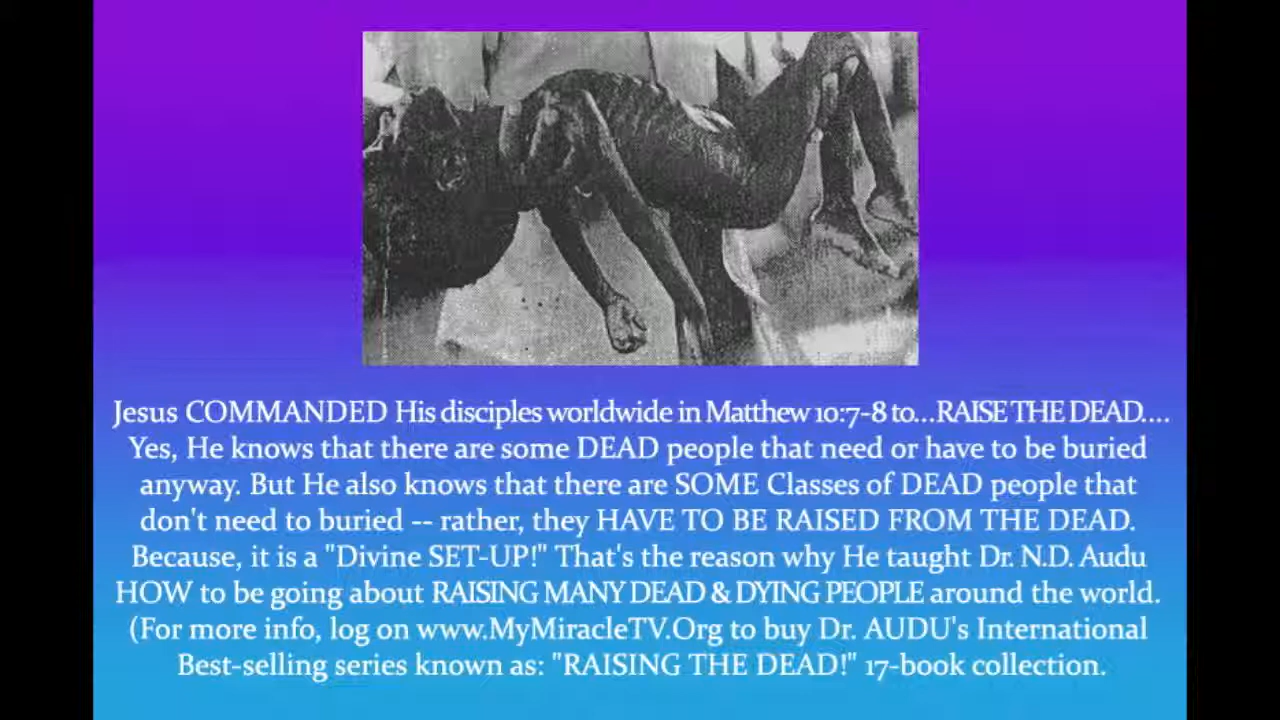 Jesus COMMANDED His disciples worldwide in Matthew 10:7-8 to...RAISE THE DEAD....
Yes, He knows that there are some DEAD people that need or have to be buried
anyway. But He also knows that there are SOME Classes of DEAD people that
don't need to buried -- rather, they HAVE TO BE RAISED FROM THE DEAD.
Because, it is a "Divine SET-UP!" That's the reason why He taught Dr. N.D. Audu
HOW to be going about RAISING MANY DEAD & DYING PEOPLE around the world.
(For more info, log on www.MyMiracleTV.Org to buy Dr. AUDU's International
Best-selling series known as: "RAISING THE DEAD!" 17-book collection.